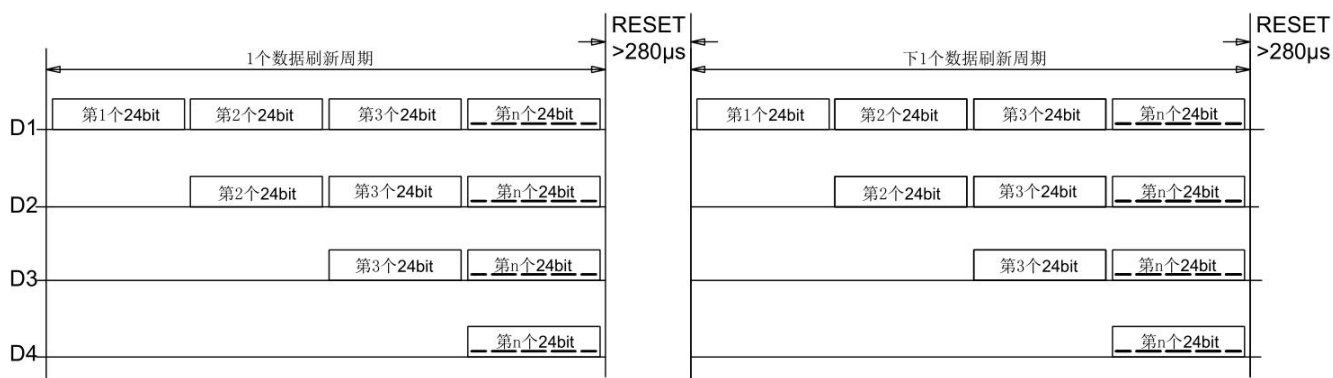 RESET
>280μs
RESET
>280μs
1个数据刷新周期
下1个数据刷新周期
D1 第1个24bit 第2个24bit 第3个24bit 第n个24bit 第1个24bit 第2个24bit 第3个24bit 第n个24bit
D2 第2个24bit 第3个24bit 第n个24bit 第2个24bit 第3个24bit 第n个24bit
D3 第3个24bit 第n个24bit 第3个24bit 第n个24bit
D4 第n个24bit 第n个24bit